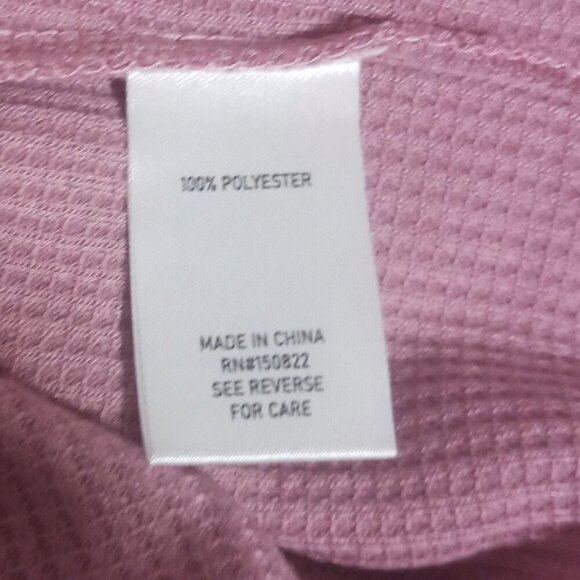 100% POLYESTER
MADE IN CHINA
RN#150822
SEE REVERSE
FOR CARE